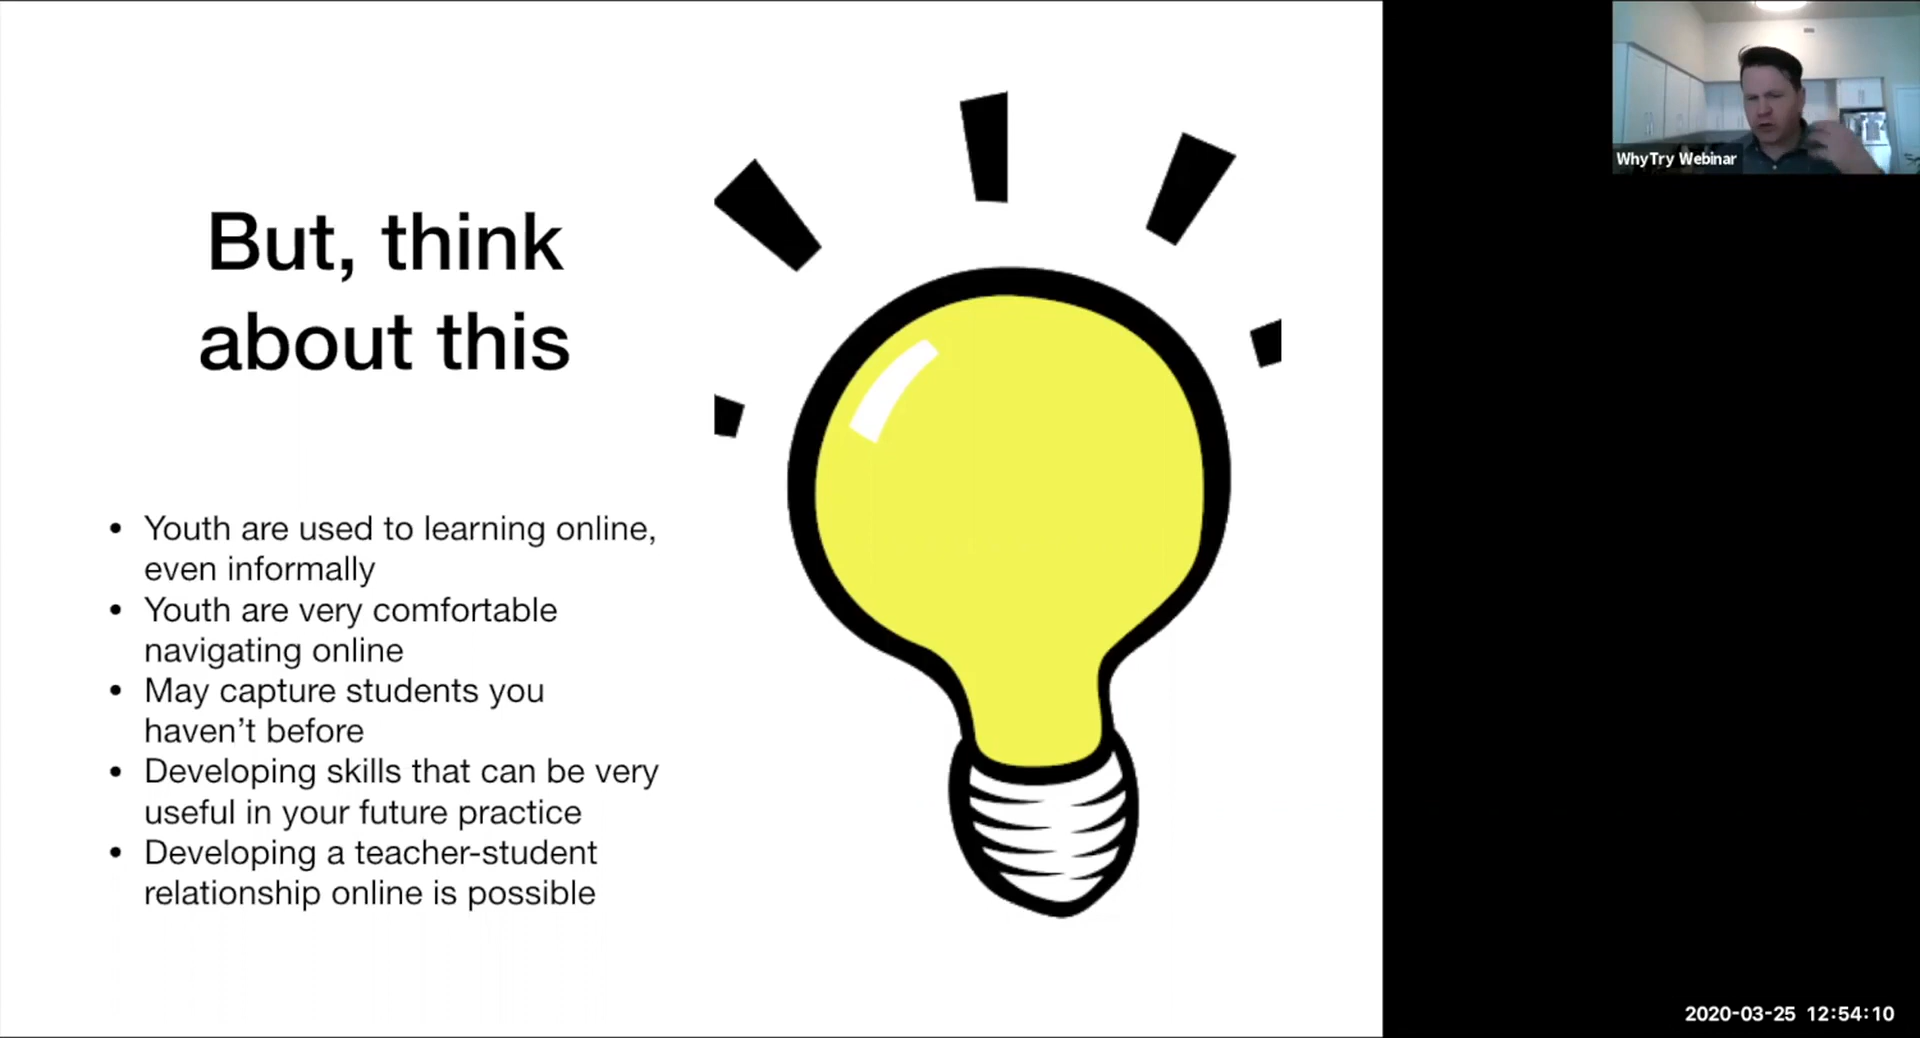 But, think
about this
• Youth are used to learning online,
even informally
• Youth are very comfortable
navigating online
• May capture students you
haven’t before
• Developing skills that can be very
useful in your future practice
• Developing a teacher-student
relationship online is possible
WhyTry Webinar
2020-03-25 12:54:10